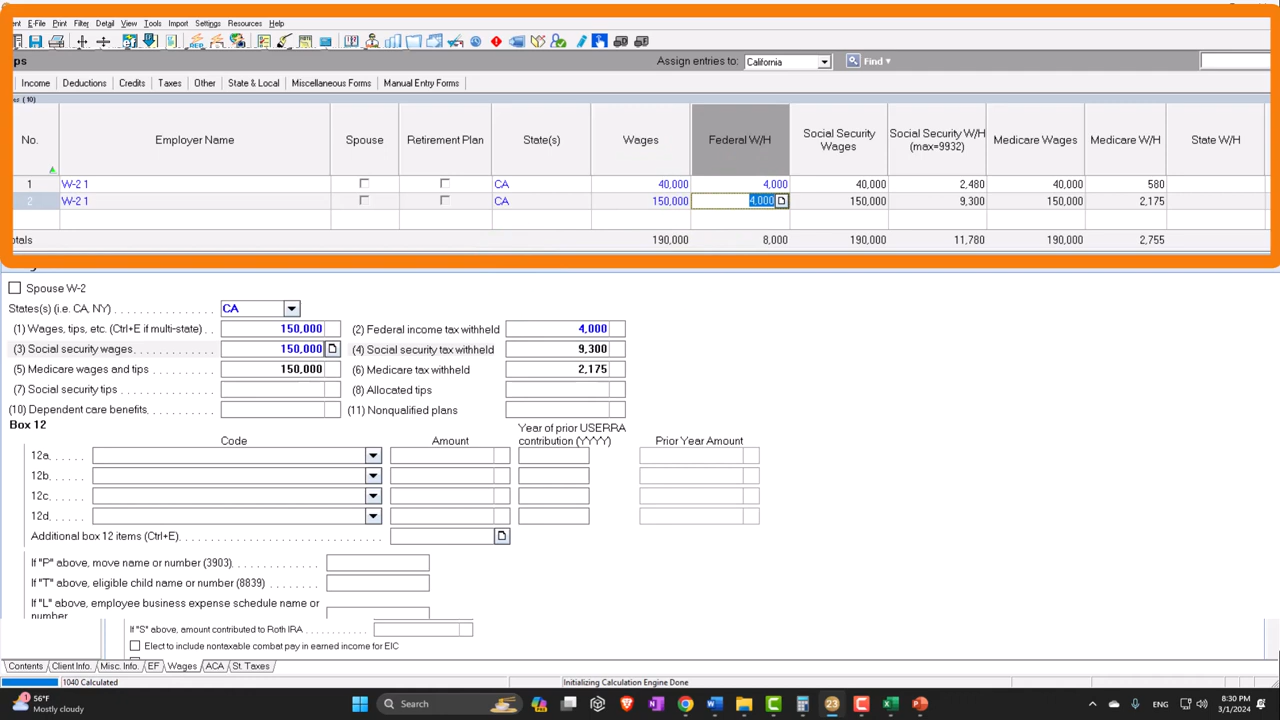 ent E-File Print Filter Detail View Tools Import Settings Resources Help
ps Assign entries to: California Find
Income Deductions Credits Taxes Other State & Local Miscellaneous Forms Manual Entry Forms
(10)
No. Employer Name Spouse Retirement Plan State(s) Wages Federal W/H Social Security Wages Social Security W/H (max=9932) Medicare Wages Medicare W/H State W/H
1 W-2 1 CA 40,000 4,000 40,000 2,480 40,000 580
2 W-2 1 CA 150,000 4,000 150,000 9,300 150,000 2,175
otals 190,000 8,000 190,000 11,780 190,000 2,755
Spouse W-2
States(s) (i.e. CA, NY) CA
(1) Wages, tips, etc. (Ctrl+E if multi-state) 150,000 (2) Federal income tax withheld 4,000
(3) Social security wages 150,000 (4) Social security tax withheld 9,300
(5) Medicare wages and tips 150,000 (6) Medicare tax withheld 2,175
(7) Social security tips (8) Allocated tips
(10) Dependent care benefits (11) Nonqualified plans
Box 12
Code Amount Year of prior USERRA contribution (YYYY) Prior Year Amount
12a
12b
12c
12d
Additional box 12 items (Ctrl+E)
If "P" above, move name or number (3903)
If "T" above, eligible child name or number (8839)
If "L" above, employee business expense schedule name or
number
If "S" above, amount contributed to Roth IRA
Elect to include nontaxable combat pay in earned income for EIC
Contents Client Info. Misc. Info. EF Wages ACA St. Taxes
1040 Calculated Initializing Calculation Engine Done
56°F
Mostly cloudy
Search
23
ENG
8:30 PM
3/1/2024